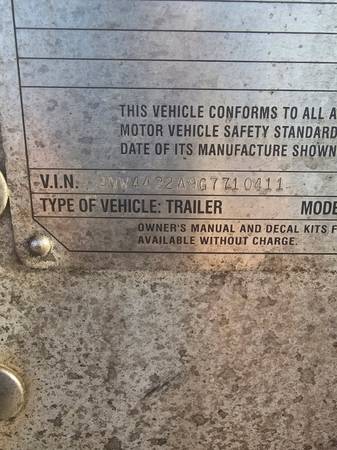 THIS VEHICLE CONFORMS TO ALL A
MOTOR VEHICLE SAFETY STANDARD
DATE OF ITS MANUFACTURE SHOWN
V.I.N.
TYPE OF VEHICLE: TRAILER MODE
OWNER'S MANUAL AND DECAL KITS F
AVAILABLE WITHOUT CHARGE.